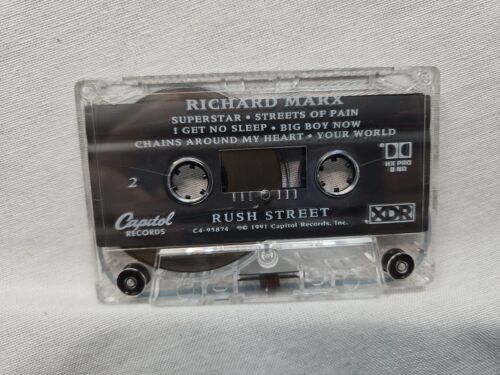 RICHARD MARX
SUPERSTAR • STREETS OF PAIN
I GET NO SLEEP • BIG BOY NOW
CHAINS AROUND MY HEART • YOUR WORLD
2
HX PRO
B NR
Capitol
RECORDS
RUSH STREET
C4-95874 ℗© 1991 Capitol Records, Inc.
XDR